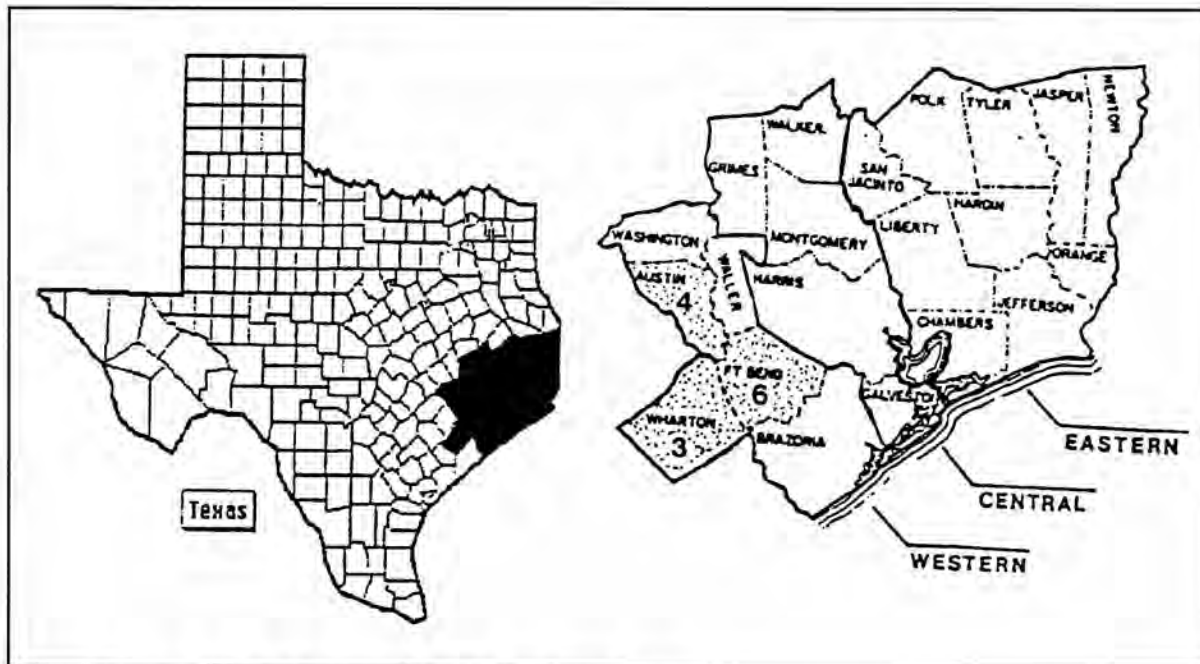 Texas
POLK
TYLER
JASPER
NEWTON
WALKER
GRIMES
SAN
JACINTO
HARDIN
LIBERTY
WASHINGTON
MONTGOMERY
WALLER
ORANGE
AUSTIN
4
HARRIS
JEFFERSON
CHAMBERS
FT BEND
6
GALVESTON
WHARTON
3
BRAZORIA
EASTERN
CENTRAL
WESTERN